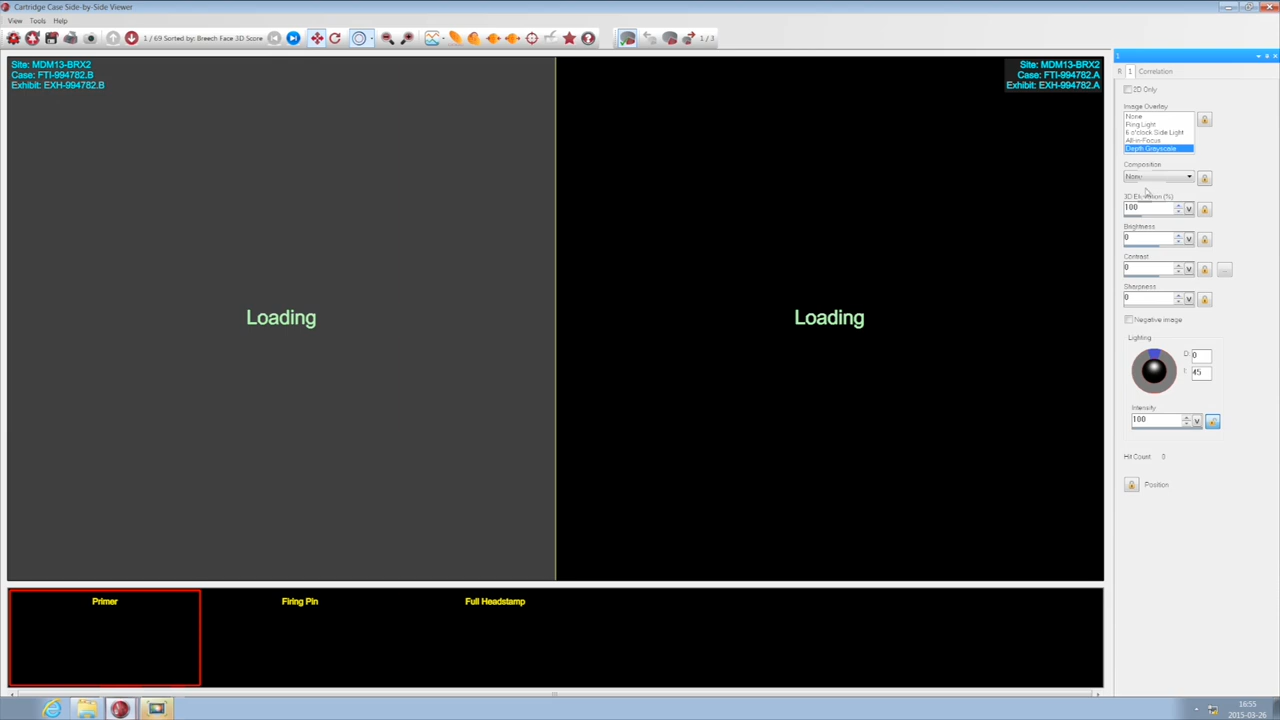 Cartridge Case Side-by-Side Viewer
View Tools Help
1 / 69 Sorted by: Breech Face 3D Score
1 / 3
Site: MDM13-BRX2
Case: FTI-994782.B
Exhibit: EXH-994782.B
Site: MDM13-BRX2
Case: FTI-994782.A
Exhibit: EXH-994782.A
Loading
Loading
Primer
Firing Pin
Full Headstamp
1
R 1 Correlation
2D Only
Image Overlay
None
Ring Light
6 o'clock Side Light
All-in-Focus
Depth Greyscale
Composition
None
3D Elevation (%)
100
Brightness
0
Contrast
0
...
Sharpness
0
Negative image
Lighting
D: 0
I: 45
Intensity
100
Hit Count 0
Position
16:55
2015-03-26